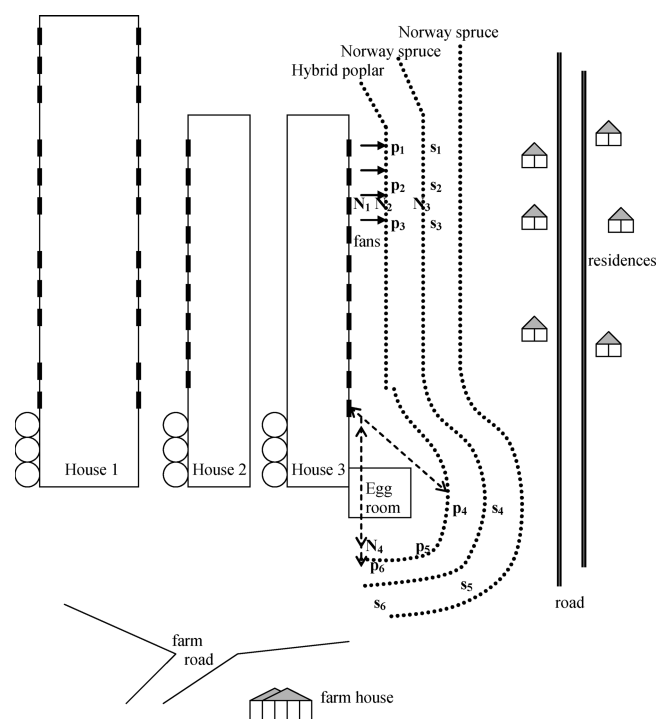 Norway spruce
Norway spruce
Hybrid poplar
p1 s1
p2 s2
N1 N2 N3
p3 s3
fans
residences
House 1 House 2 House 3
Egg
room
p4 s4
N4 p5
p6
s5
s6
road
farm
road
farm house